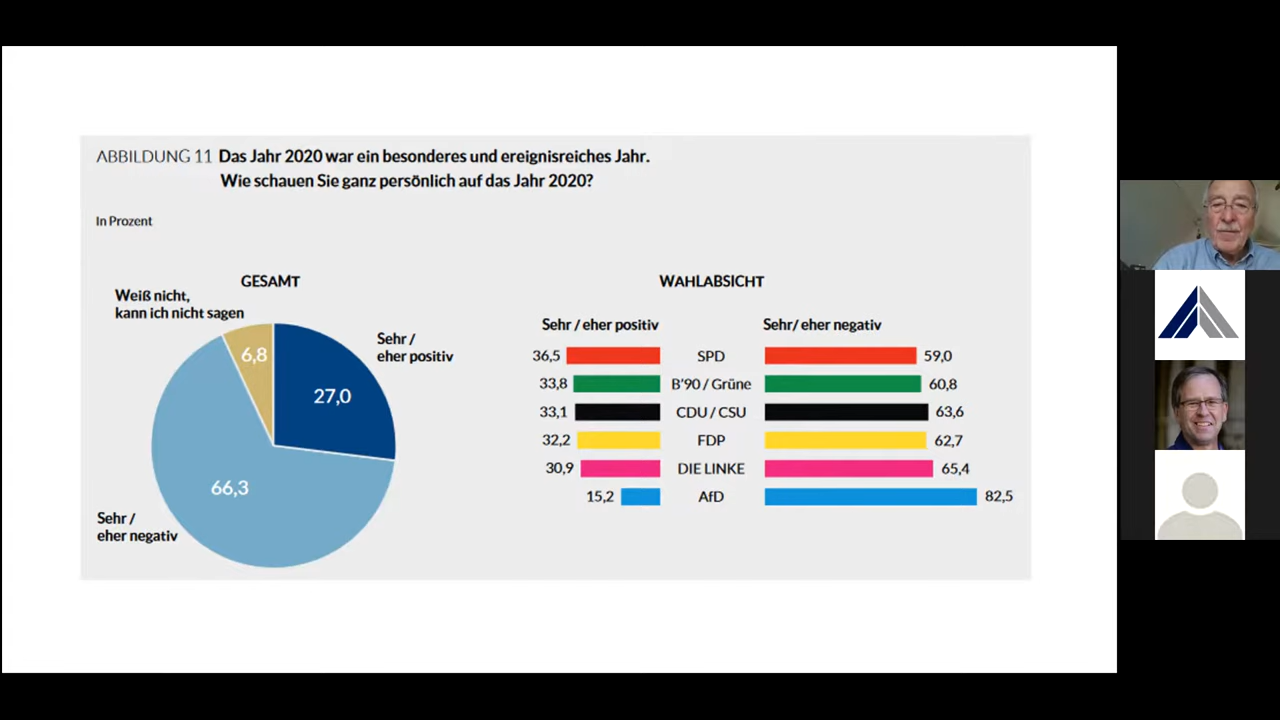 ABBILDUNG 11 Das Jahr 2020 war ein besonderes und ereignisreiches Jahr.
Wie schauen Sie ganz persönlich auf das Jahr 2020?
In Prozent
GESAMT
Weiß nicht,
kann ich nicht sagen
Sehr /
eher positiv
6,8
27,0
66,3
Sehr /
eher negativ
WAHLABSICHT
Sehr / eher positiv Sehr/ eher negativ
36,5 SPD 59,0
33,8 B'90 / Grüne 60,8
33,1 CDU / CSU 63,6
32,2 FDP 62,7
30,9 DIE LINKE 65,4
15,2 AfD 82,5